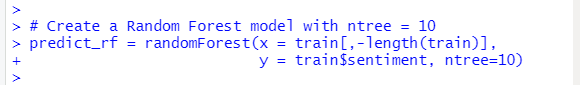 >
> # Create a Random Forest model with ntree = 10
> predict_rf = randomForest(x = train[,-length(train)],
+                           y = train$sentiment, ntree=10)
>